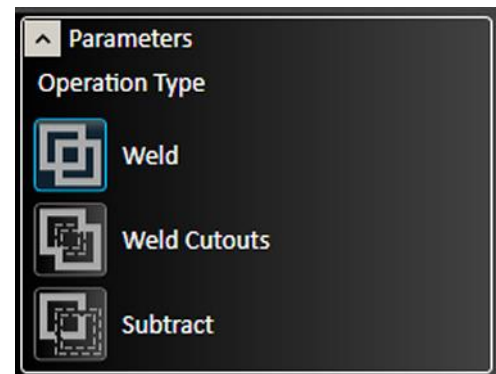 Parameters
Operation Type
Weld
Weld Cutouts
Subtract